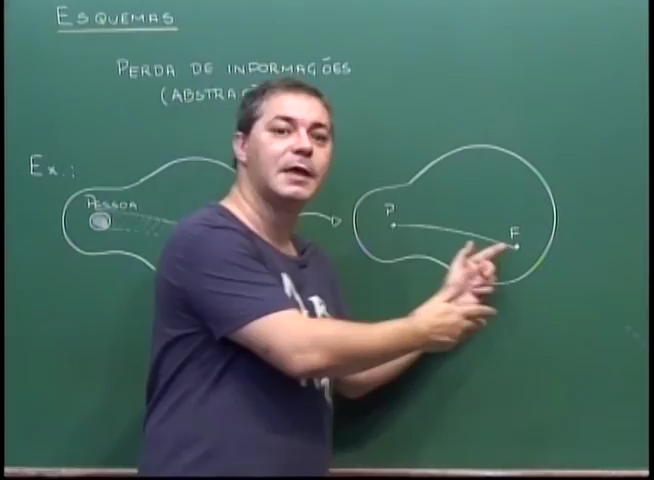 ESQUEMAS
PERDA DE INFORMAÇÕES
Ex.:
PESSOA
P
F